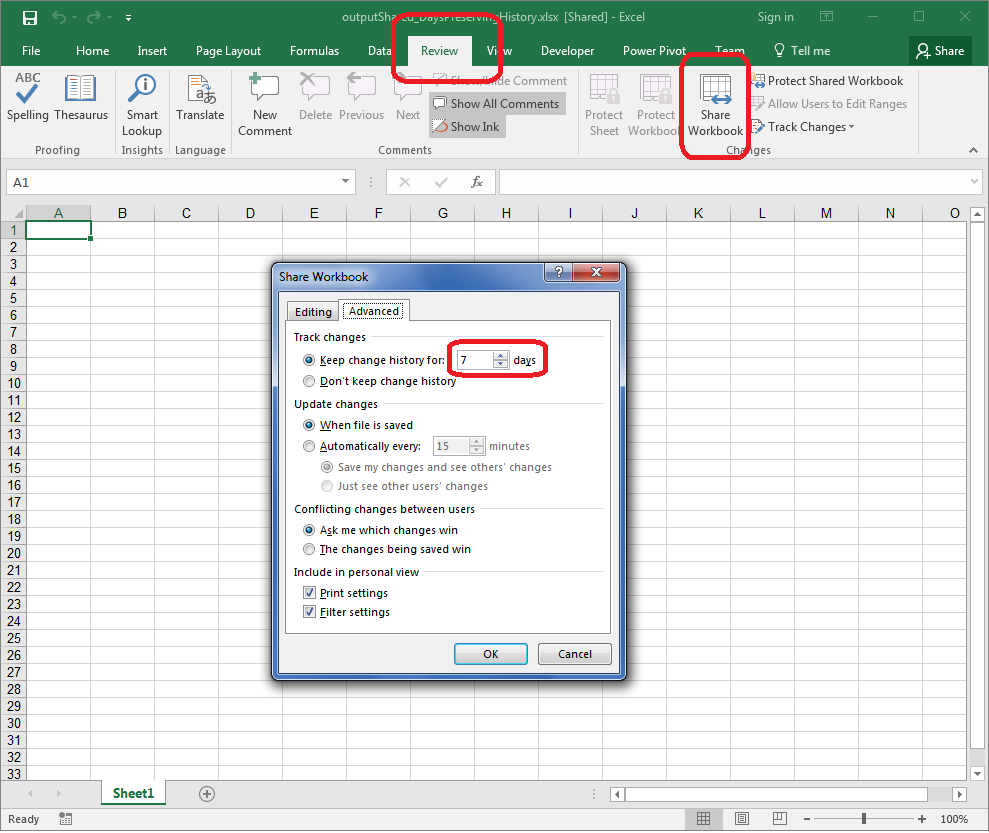 outputShared_DaysPreservingHistory.xlsx [Shared] - Excel Sign in
File Home Insert Page Layout Formulas Data Review View Developer Power Pivot Team Tell me Share
ABC
Spelling Thesaurus
Smart Lookup
Translate
New Comment
Delete Previous Next
Show/Hide Comment
Show All Comments
Show Ink
Protect Sheet
Protect Workbook
Share Workbook
Protect Shared Workbook
Allow Users to Edit Ranges
Track Changes
Proofing Insights Language Comments Changes
A1 fx
A B C D E F G H I J K L M N O
1
2
3
4
5
6
7
8
9
10
11
12
13
14
15
16
17
18
19
20
21
22
23
24
25
26
27
28
29
30
31
32
33
Share Workbook ?
Editing Advanced
Track changes
Keep change history for: 7 days
Don't keep change history
Update changes
When file is saved
Automatically every: 15 minutes
Save my changes and see others' changes
Just see other users' changes
Conflicting changes between users
Ask me which changes win
The changes being saved win
Include in personal view
Print settings
Filter settings
OK Cancel
Sheet1
Ready 100%